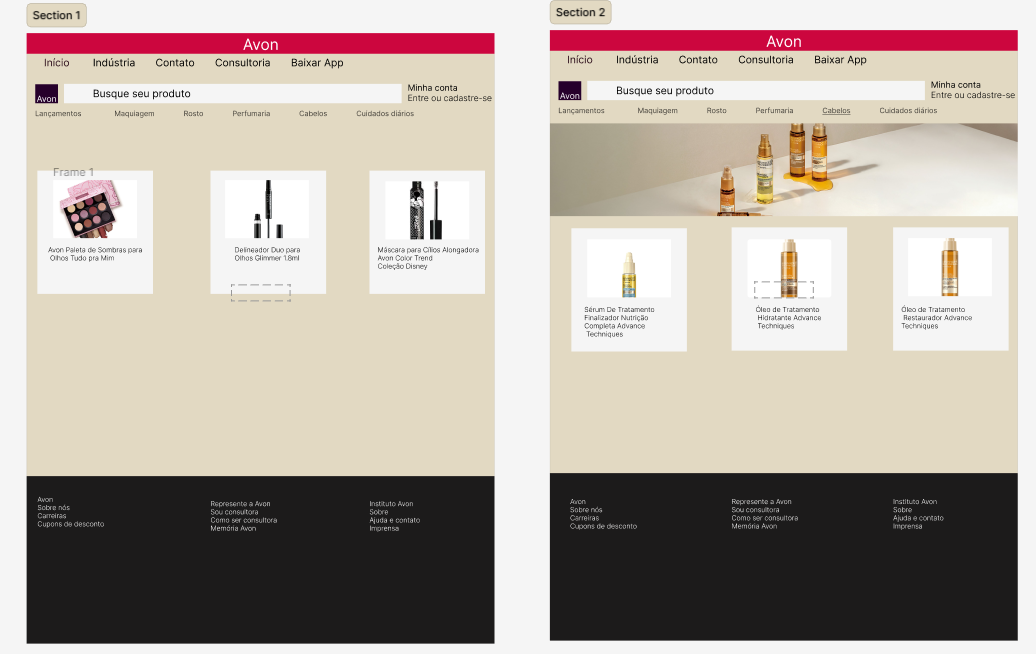 Section 1
Avon
Início Indústria Contato Consultoria Baixar App
Avon
Busque seu produto
Minha conta
Entre ou cadastre-se
Lançamentos Maquiagem Rosto Perfumaria Cabelos Cuidados diários
Frame 1
Avon Paleta de Sombras para
Olhos Tudo pra Mim
Delineador Duo para
Olhos Glimmer 1.8ml
Máscara para Cílios Alongadora
Avon Color Trend
Coleção Disney
Avon
Sobre nós
Carreiras
Cupons de desconto
Represente a Avon
Sou consultora
Como ser consultora
Memória Avon
Instituto Avon
Sobre
Ajuda e contato
Imprensa
Section 2
Avon
Início Indústria Contato Consultoria Baixar App
Avon
Busque seu produto
Minha conta
Entre ou cadastre-se
Lançamentos Maquiagem Rosto Perfumaria Cabelos Cuidados diários
Sérum De Tratamento
Finalizador Nutrição
Completa Advance
Techniques
Óleo de Tratamento
Hidratante Advance
Techniques
Óleo de Tratamento
Restaurador Advance
Techniques
Avon
Sobre nós
Carreiras
Cupons de desconto
Represente a Avon
Sou consultora
Como ser consultora
Memória Avon
Instituto Avon
Sobre
Ajuda e contato
Imprensa